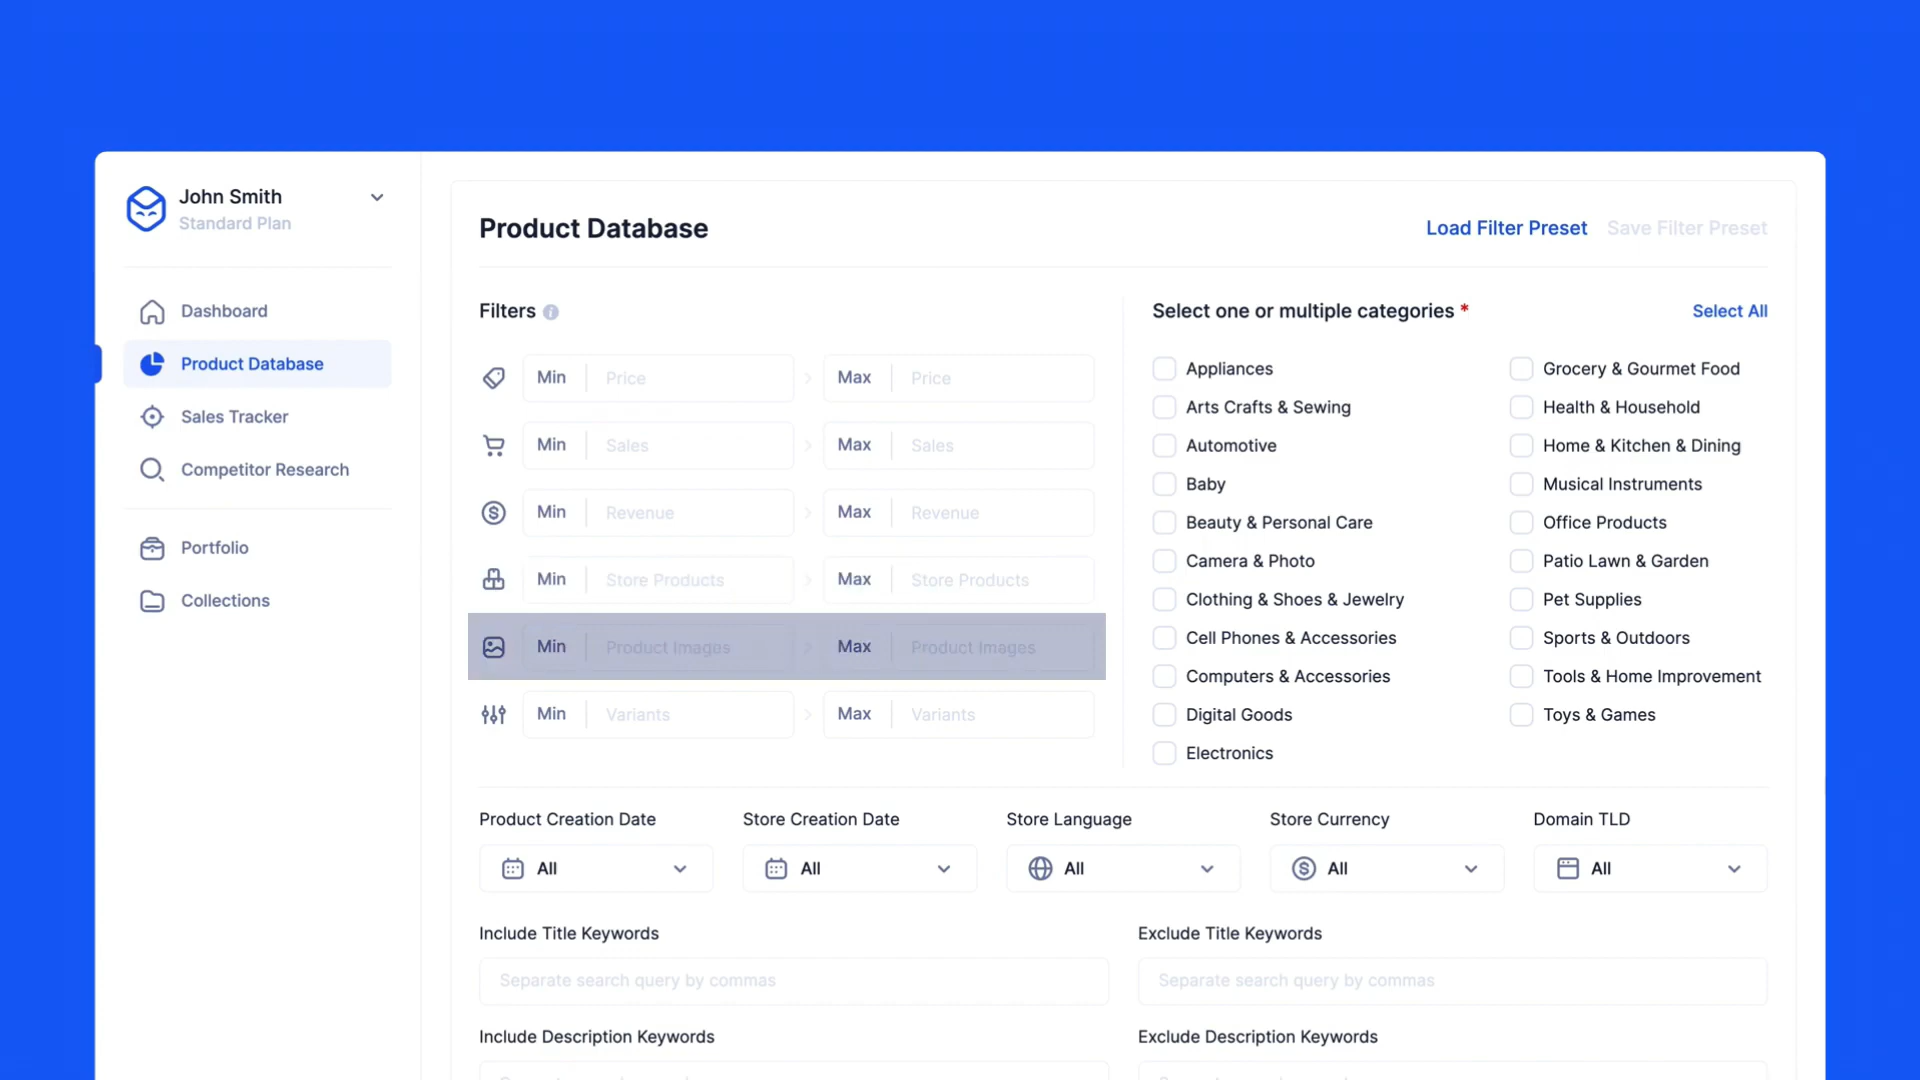 John Smith
Standard Plan
Dashboard
Product Database
Sales Tracker
Competitor Research
Portfolio
Collections
Product Database
Load Filter Preset
Save Filter Preset
Filters
Min Price Max Price
Min Sales Max Sales
Min Revenue Max Revenue
Min Store Products Max Store Products
Min Product Images Max Product Images
Min Variants Max Variants
Select one or multiple categories *
Select All
Appliances
Arts Crafts & Sewing
Automotive
Baby
Beauty & Personal Care
Camera & Photo
Clothing & Shoes & Jewelry
Cell Phones & Accessories
Computers & Accessories
Digital Goods
Electronics
Grocery & Gourmet Food
Health & Household
Home & Kitchen & Dining
Musical Instruments
Office Products
Patio Lawn & Garden
Pet Supplies
Sports & Outdoors
Tools & Home Improvement
Toys & Games
Product Creation Date
All
Store Creation Date
All
Store Language
All
Store Currency
All
Domain TLD
All
Include Title Keywords
Separate search query by commas
Exclude Title Keywords
Separate search query by commas
Include Description Keywords
Exclude Description Keywords